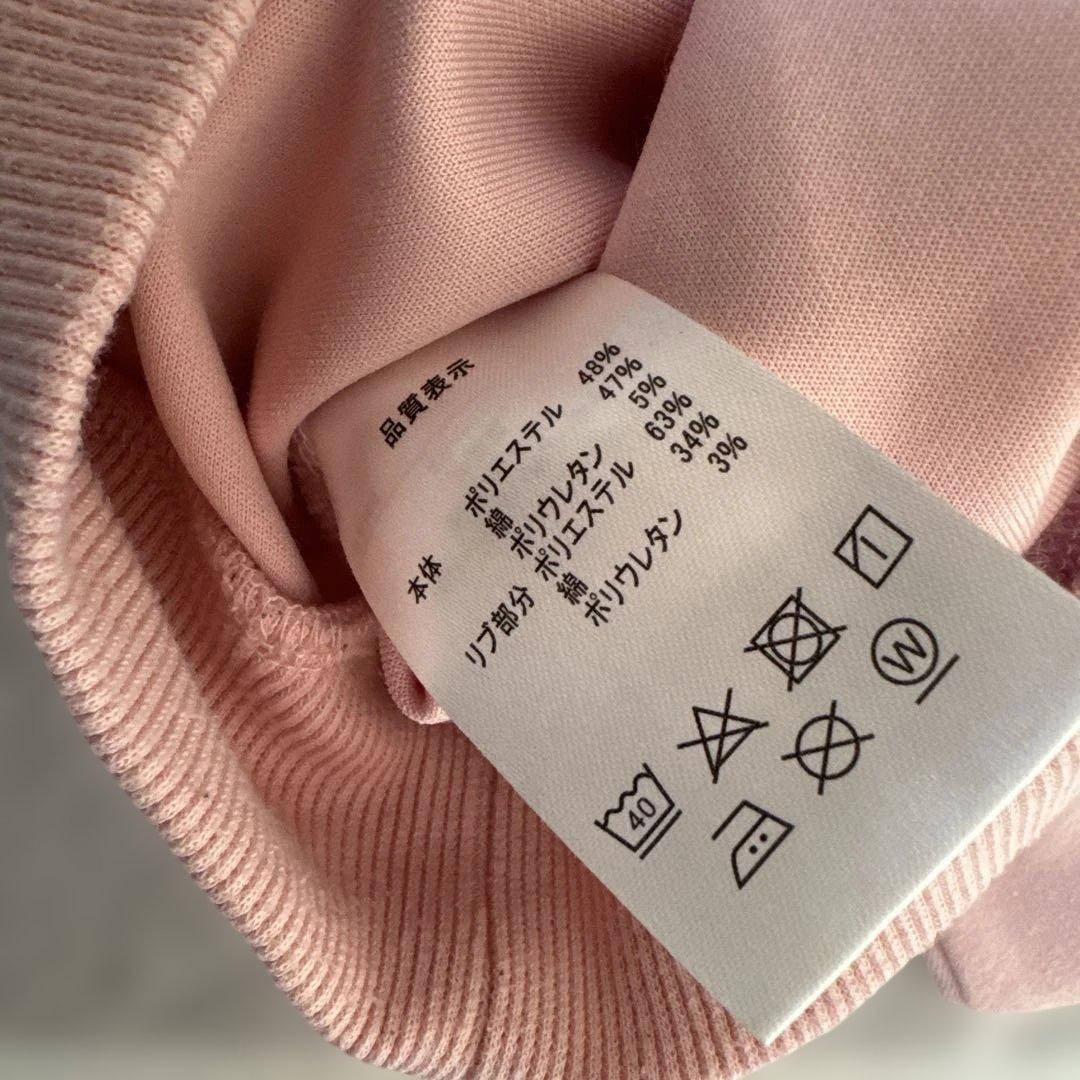 品質表示
本体 ポリエステル 48%
綿 47%
ポリウレタン 5%
リブ部分 ポリエステル 63%
綿 34%
ポリウレタン 3%
40
W